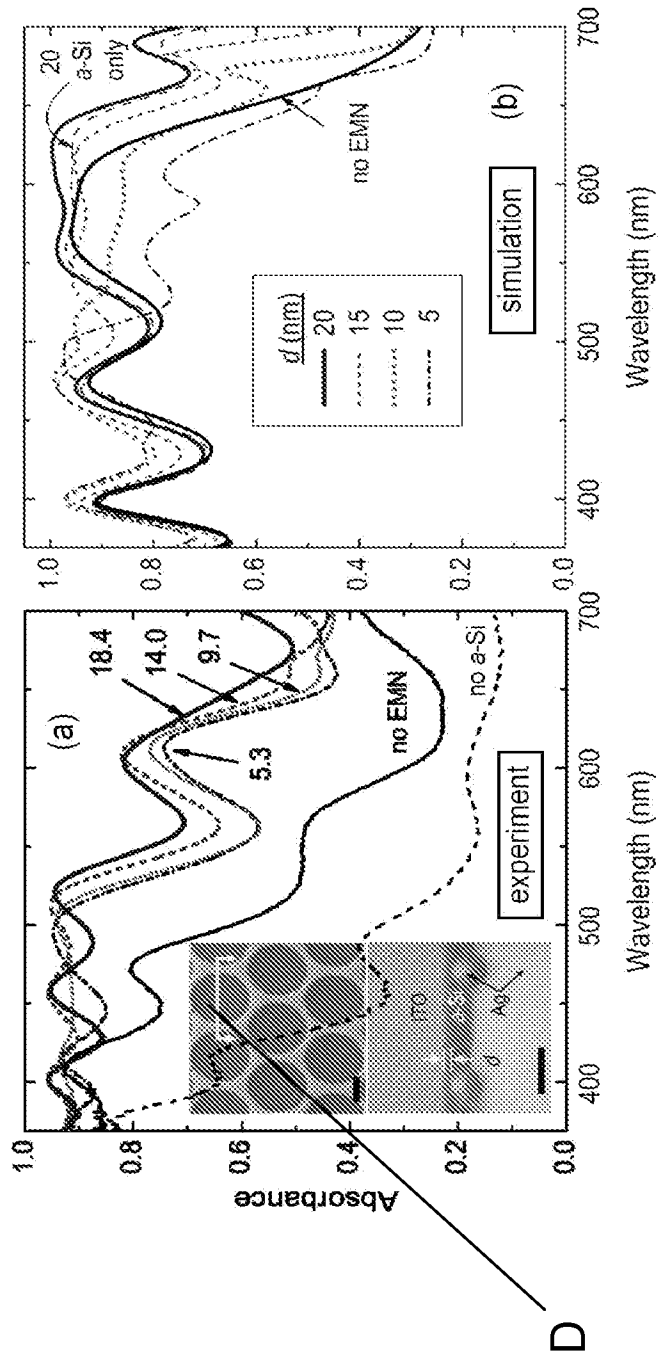 (a)
1.0
0.8
0.6
0.4
0.2
0.0
Absorbance
400
500
600
700
Wavelength (nm)
18.4
14.0
9.7
5.3
no EMN
no a-Si
experiment
ITO
Ag
d
D
(b)
1.0
0.8
0.6
0.4
0.2
0.0
400
500
600
700
Wavelength (nm)
20
a-Si
only
no EMN
d (nm)
20
15
10
5
simulation